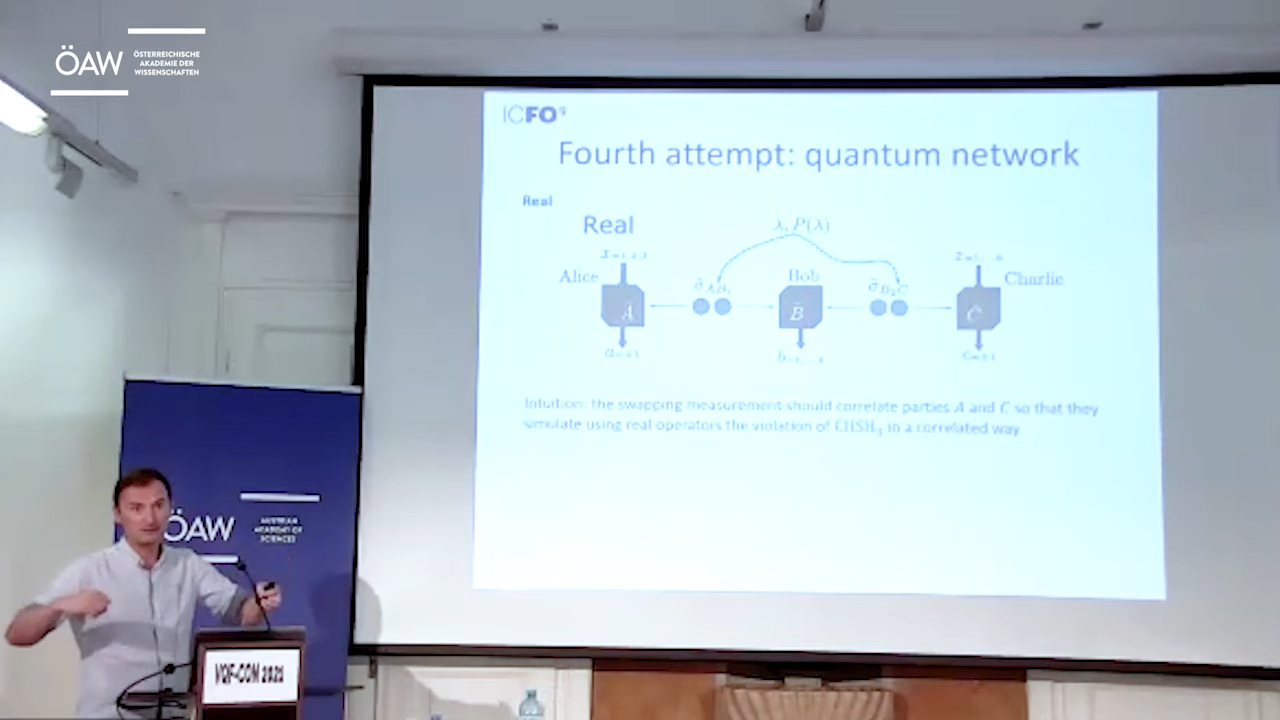 ÖAW
ÖSTERREICHISCHE
AKADEMIE DER
WISSENSCHAFTEN
ICFO
Fourth attempt: quantum network
Real
Real
λ, P(λ)
Alice
Bob
Charlie
Ã
B̃
C̃
Intuition: the swapping measurement should correlate parties A and C so that they
simulate using real operators the violation of CHSH₃ in a correlated way
ÖAW
AUSTRIAN
ACADEMY OF
SCIENCES
VQF-CON 2021